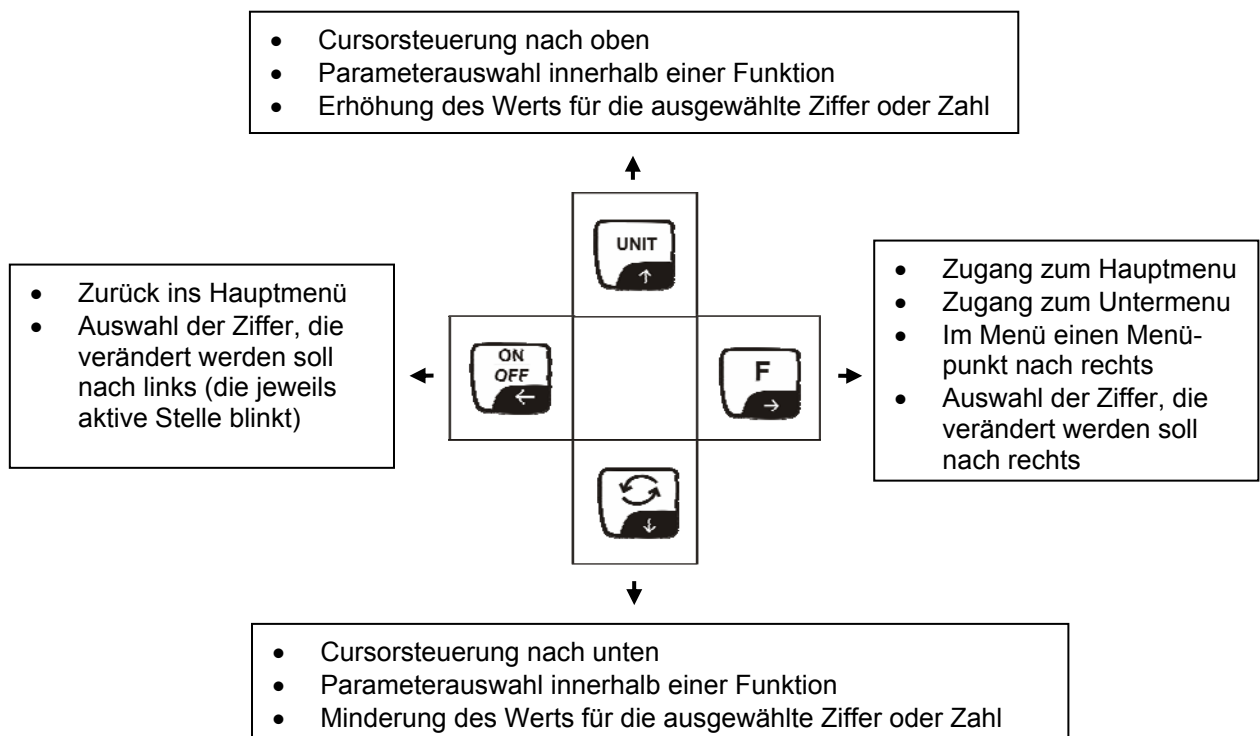 • Cursorsteuerung nach oben
• Parameterauswahl innerhalb einer Funktion
• Erhöhung des Werts für die ausgewählte Ziffer oder Zahl
UNIT
↑
• Zurück ins Hauptmenü
• Auswahl der Ziffer, die
verändert werden soll
nach links (die jeweils
aktive Stelle blinkt)
ON
OFF
←
F
→
• Zugang zum Hauptmenu
• Zugang zum Untermenu
• Im Menü einen Menü-
punkt nach rechts
• Auswahl der Ziffer, die
verändert werden soll
nach rechts
↓
• Cursorsteuerung nach unten
• Parameterauswahl innerhalb einer Funktion
• Minderung des Werts für die ausgewählte Ziffer oder Zahl